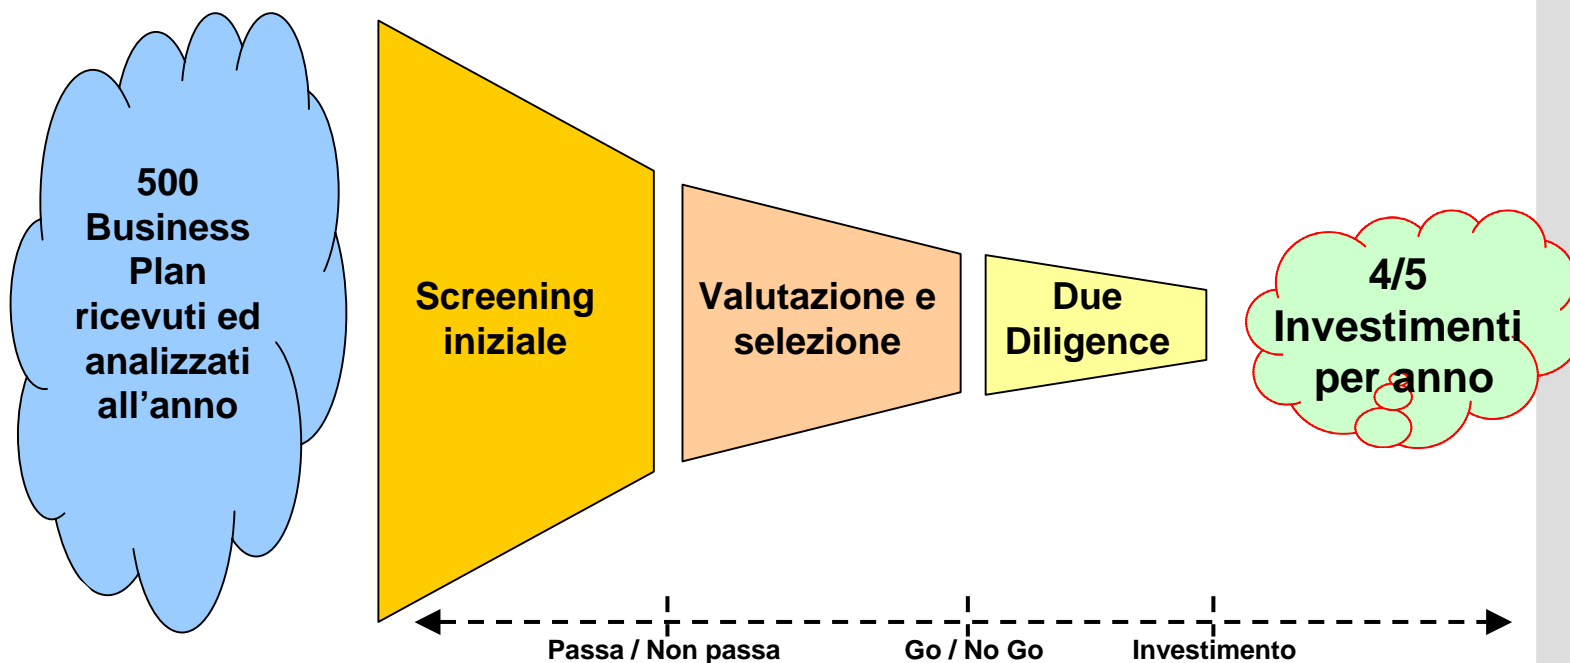 500
Business
Plan
ricevuti ed
analizzati
all’anno
Screening
iniziale
Valutazione e
selezione
Due
Diligence
4/5
Investimenti
per anno
Passa / Non passa
Go / No Go
Investimento